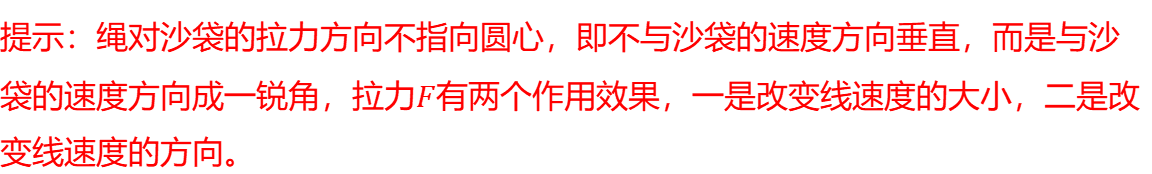 提示：绳对沙袋的拉力方向不指向圆心，即不与沙袋的速度方向垂直，而是与沙
袋的速度方向成一锐角，拉力F有两个作用效果，一是改变线速度的大小，二是改
变线速度的方向。